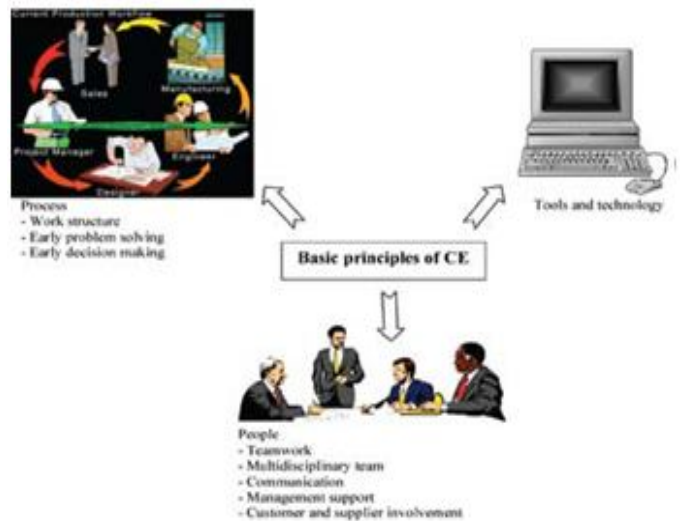 Current Production Workflow
Sales
Manufacturing
Project Manager
Engineer
Designer
Process
- Work structure
- Early problem solving
- Early decision making
Tools and technology
Basic principles of CE
People
- Teamwork
- Multidisciplinary team
- Communication
- Management support
- Customer and supplier involvement